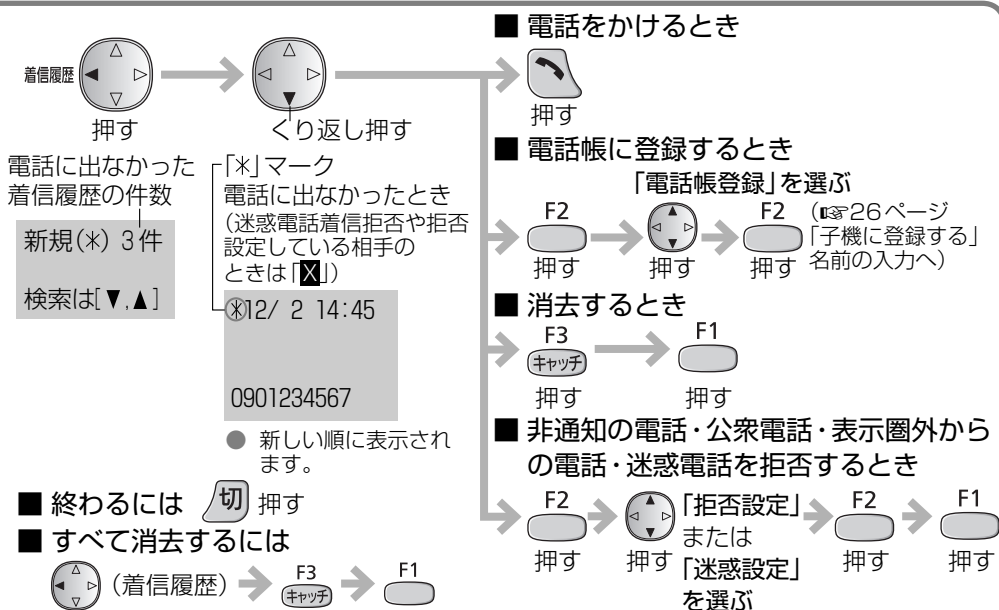 着信履歴
押す
くり返し押す
電話に出なかった
着信履歴の件数
新規(*) 3件
検索は[▼,▲]
「*」マーク
電話に出なかったとき
(迷惑電話着信拒否や拒否
設定している相手の
ときは「X」)
*12/ 2 14:45
0901234567
● 新しい順に表示され
ます。
■ 終わるには 切 押す
■ すべて消去するには
(着信履歴) F3 キャッチ F1
■ 電話をかけるとき
押す
■ 電話帳に登録するとき
「電話帳登録」を選ぶ
F2 F2
押す 押す 押す
(☞26ページ
「子機に登録する」
名前の入力へ)
■ 消去するとき
F3 F1
キャッチ
押す 押す
■ 非通知の電話・公衆電話・表示圏外から
の電話・迷惑電話を拒否するとき
F2 「拒否設定」 F2 F1
または
押す 押す 「迷惑設定」 押す 押す
を選ぶ